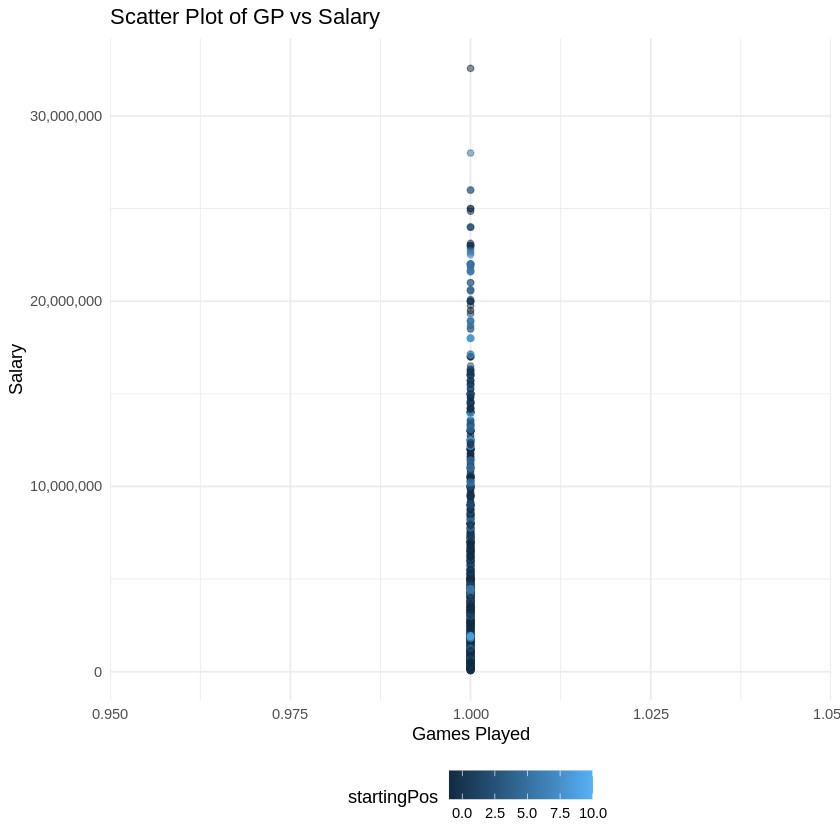 Scatter Plot of GP vs Salary
30,000,000
20,000,000
10,000,000
0
Salary
0.950 0.975 1.000 1.025 1.05
Games Played
startingPos
0.0 2.5 5.0 7.5 10.0